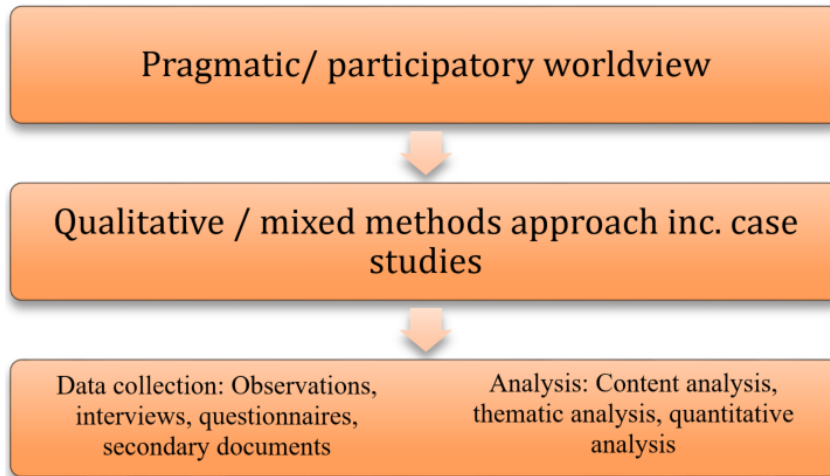 Pragmatic/ participatory worldview
Qualitative / mixed methods approach inc. case
studies
Data collection: Observations,
interviews, questionnaires,
secondary documents
Analysis: Content analysis,
thematic analysis, quantitative
analysis